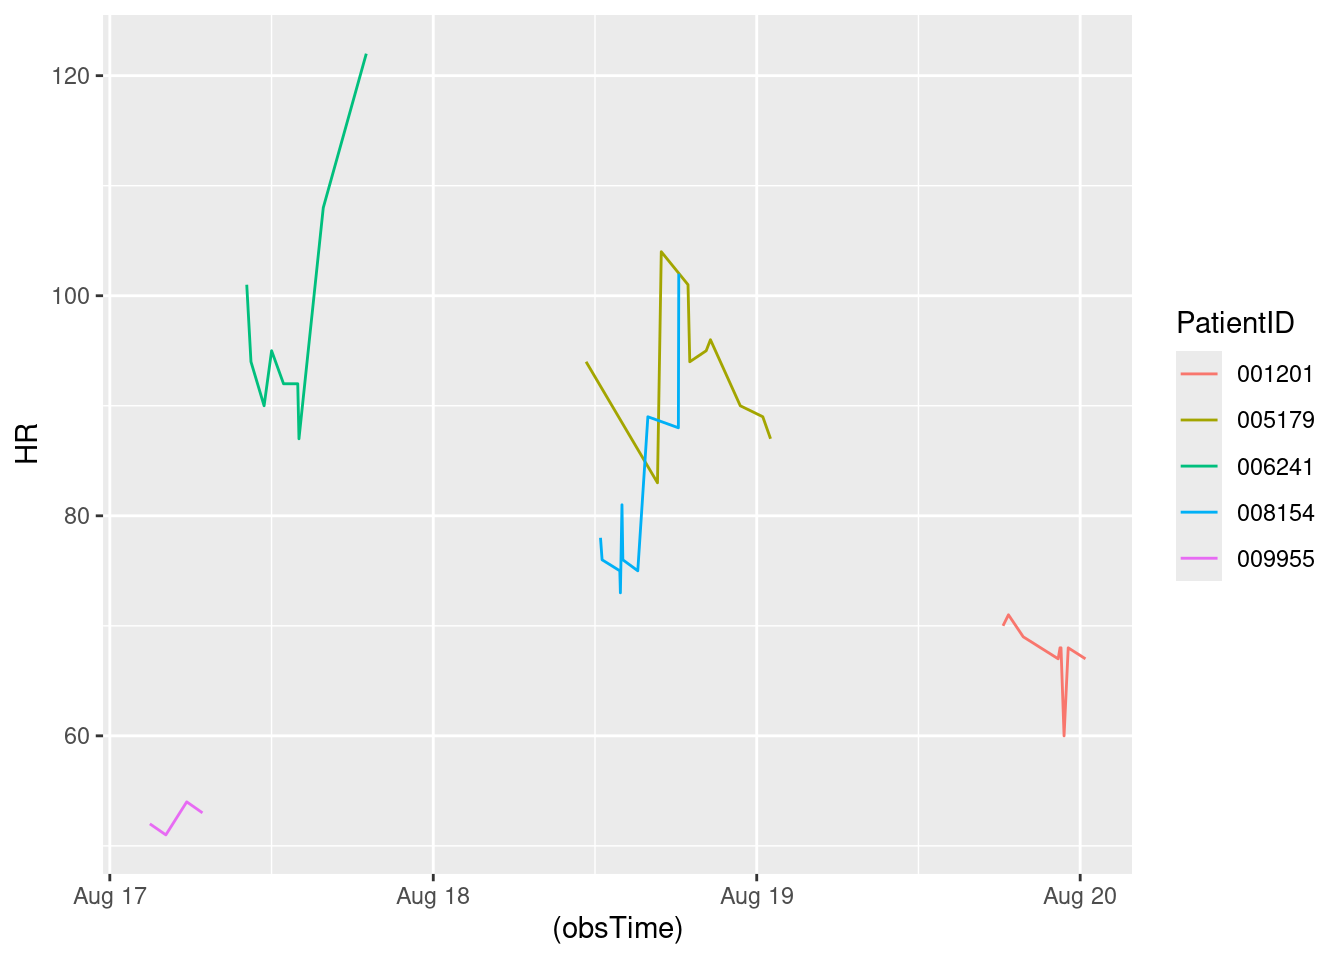 120
100
80
60
HR
Aug 17
Aug 18
Aug 19
Aug 20
(obsTime)
PatientID
001201
005179
006241
008154
009955